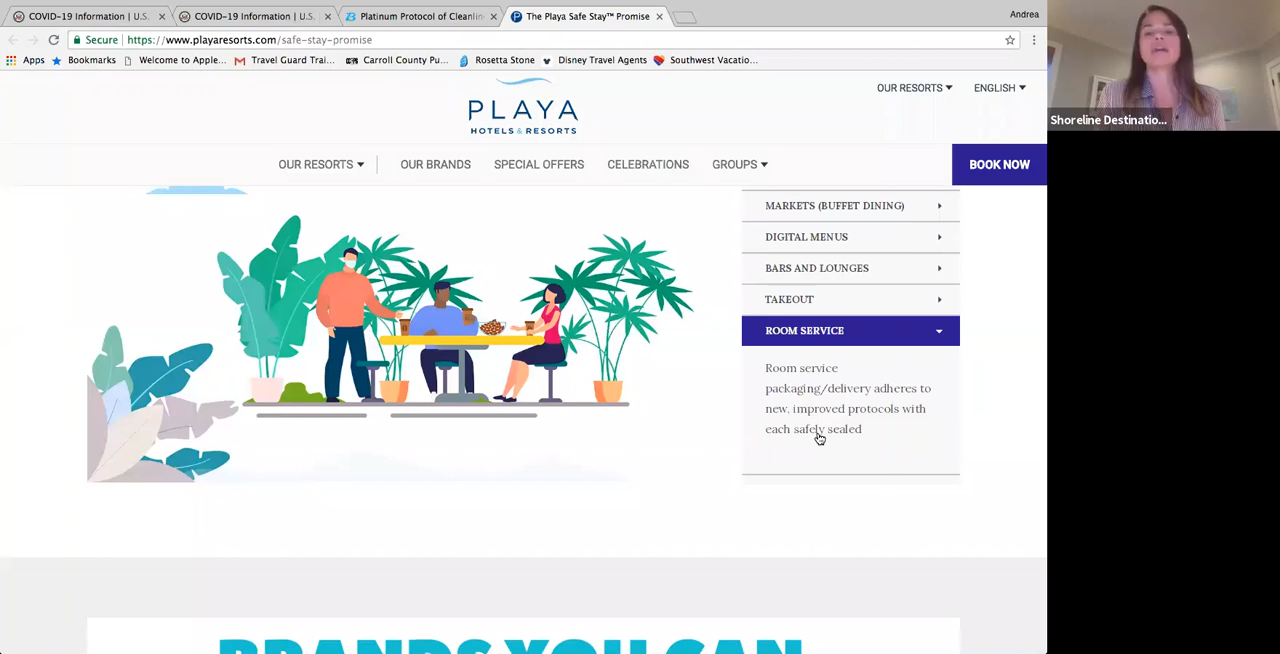 COVID-19 Information | U.S.
COVID-19 Information | U.S.
Platinum Protocol of Cleanlin
The Playa Safe Stay™ Promise
Andrea
Secure
https://www.playaresorts.com/safe-stay-promise
Apps
Bookmarks
Welcome to Apple...
Travel Guard Trai...
Carroll County Pu...
Rosetta Stone
Disney Travel Agents
Southwest Vacatio...
Shoreline Destinatio...
OUR RESORTS
ENGLISH
PLAYA
HOTELS & RESORTS
OUR RESORTS
OUR BRANDS
SPECIAL OFFERS
CELEBRATIONS
GROUPS
BOOK NOW
MARKETS (BUFFET DINING)
DIGITAL MENUS
BARS AND LOUNGES
TAKEOUT
ROOM SERVICE
Room service
packaging/delivery adheres to
new, improved protocols with
each safely sealed
BRANDS YOU CAN